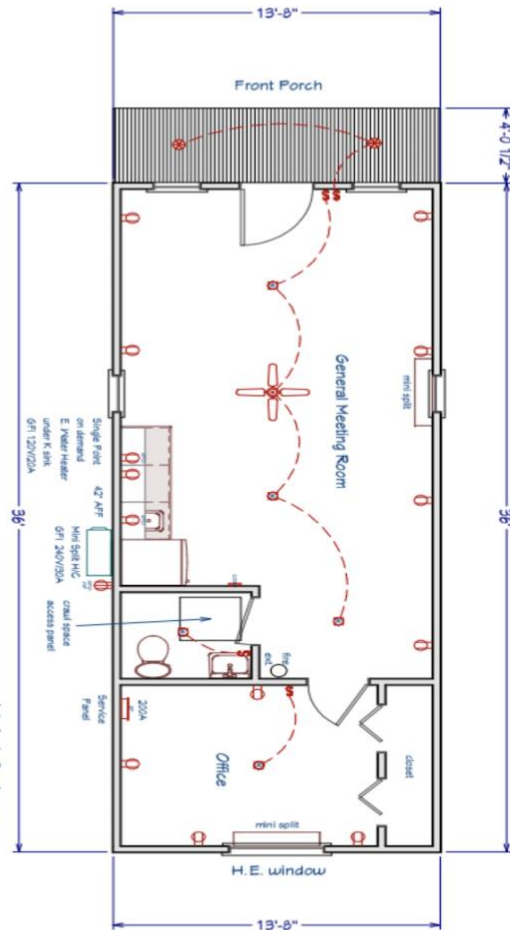 13'-8"
Front Porch
4'-0 1/2"
$ $
General Meeting Room
mini split
Single Point
on demand
E. Water Heater
under K sink
GFI 120V/20A
42" AFF
Mini Split H/C
GFI 240V/30A
36'
36'
crawl space
access panel
fire
ext
$
$
200A
Service
Panel
Office
closet
mini split
H.E. window
13'-8"